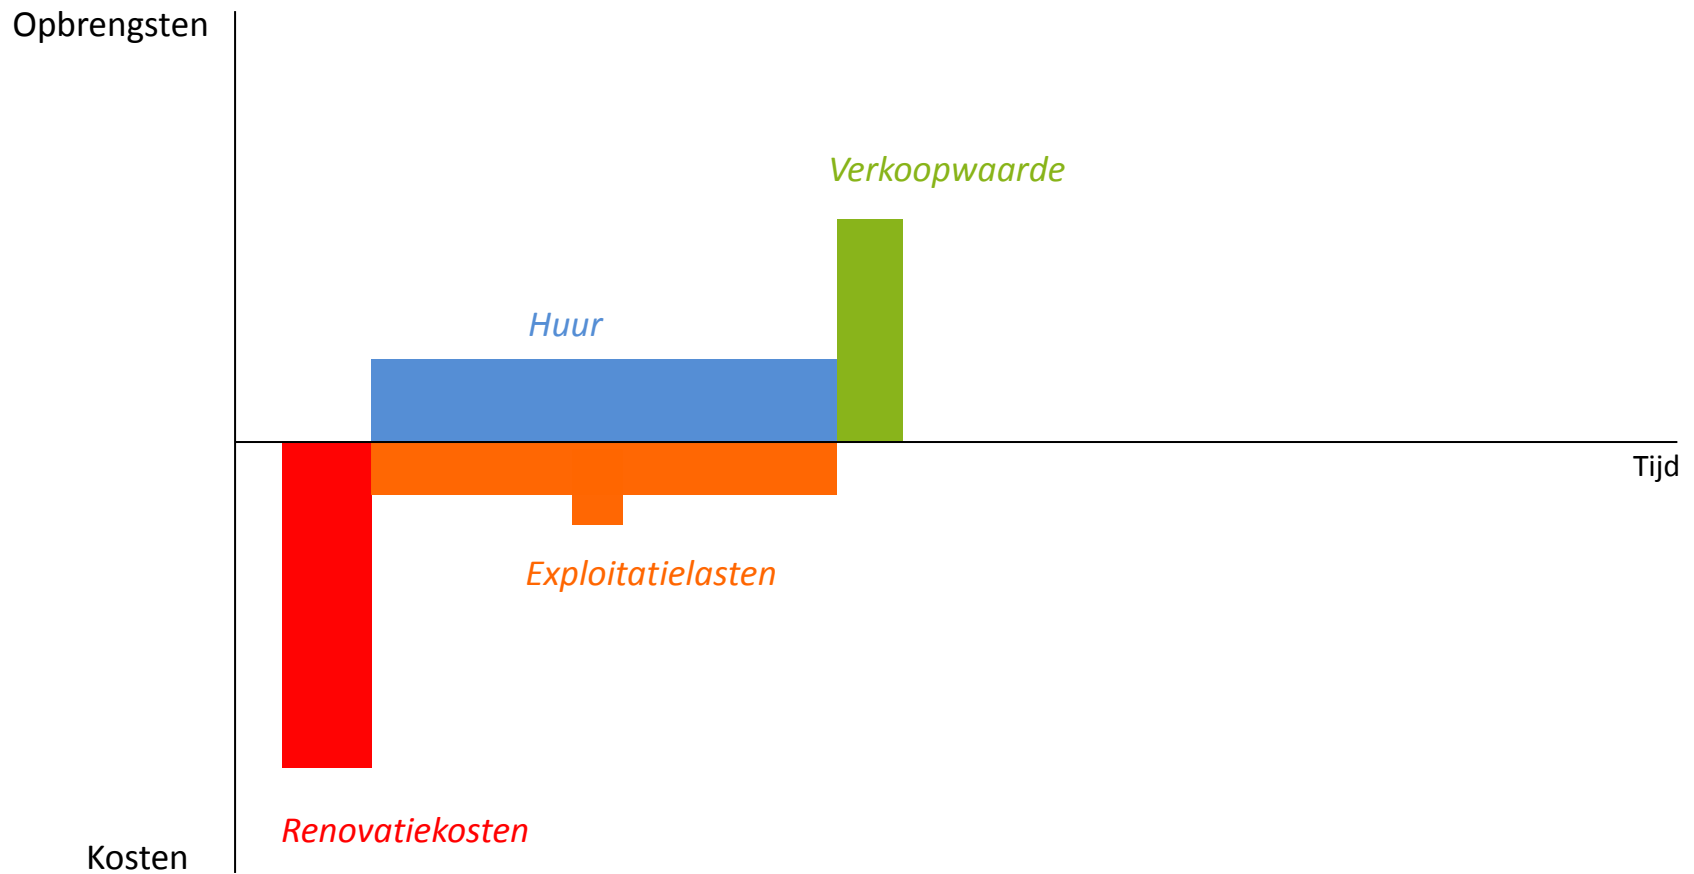 Opbrengsten
Verkoopwaarde
Huur
Tijd
Exploitatielasten
Renovatiekosten
Kosten